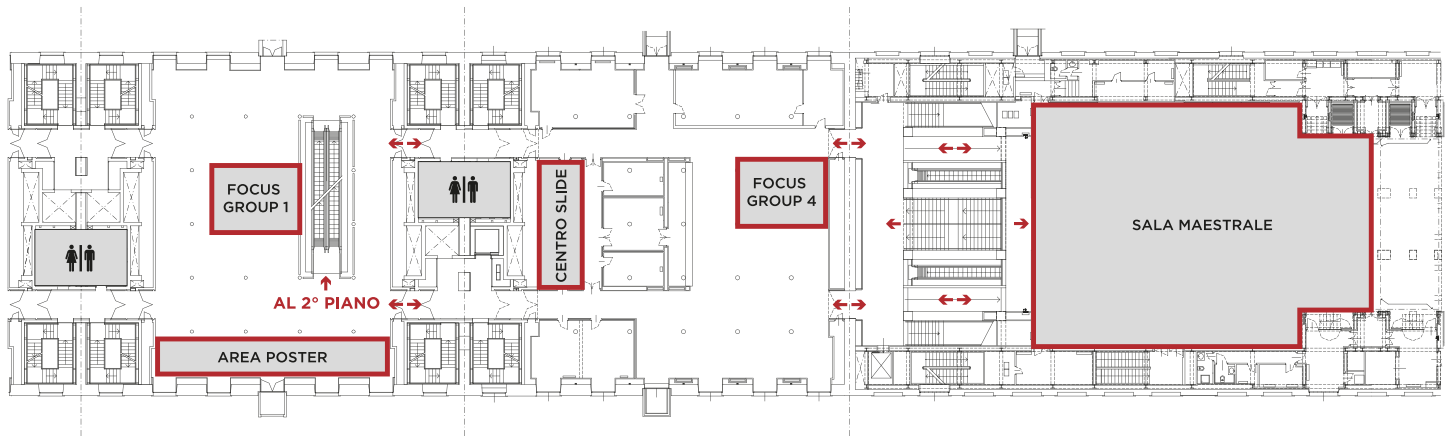 FOCUS
GROUP 1
AL 2° PIANO
AREA POSTER
CENTRO SLIDE
FOCUS
GROUP 4
SALA MAESTRALE